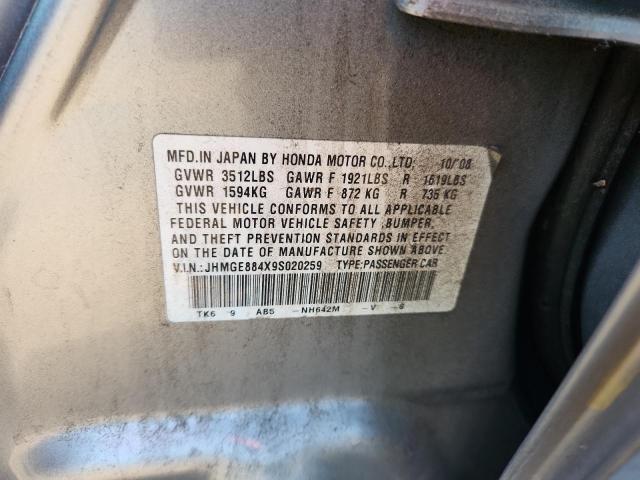 MFD.IN JAPAN BY HONDA MOTOR CO.,LTD: 10/'08
GVWR 3512LBS GAWR F 1921LBS R 1619LBS
GVWR 1594KG GAWR F 872 KG R 735 KG
THIS VEHICLE CONFORMS TO ALL APPLICABLE
FEDERAL MOTOR VEHICLE SAFETY ,BUMPER,
AND THEFT PREVENTION STANDARDS IN EFFECT
ON THE DATE OF MANUFACTURE SHOWN ABOVE.
V.I.N.: JHMGE884X9S020259 TYPE:PASSENGER CAR
TK6 9 AB5 -NH642M -V 8